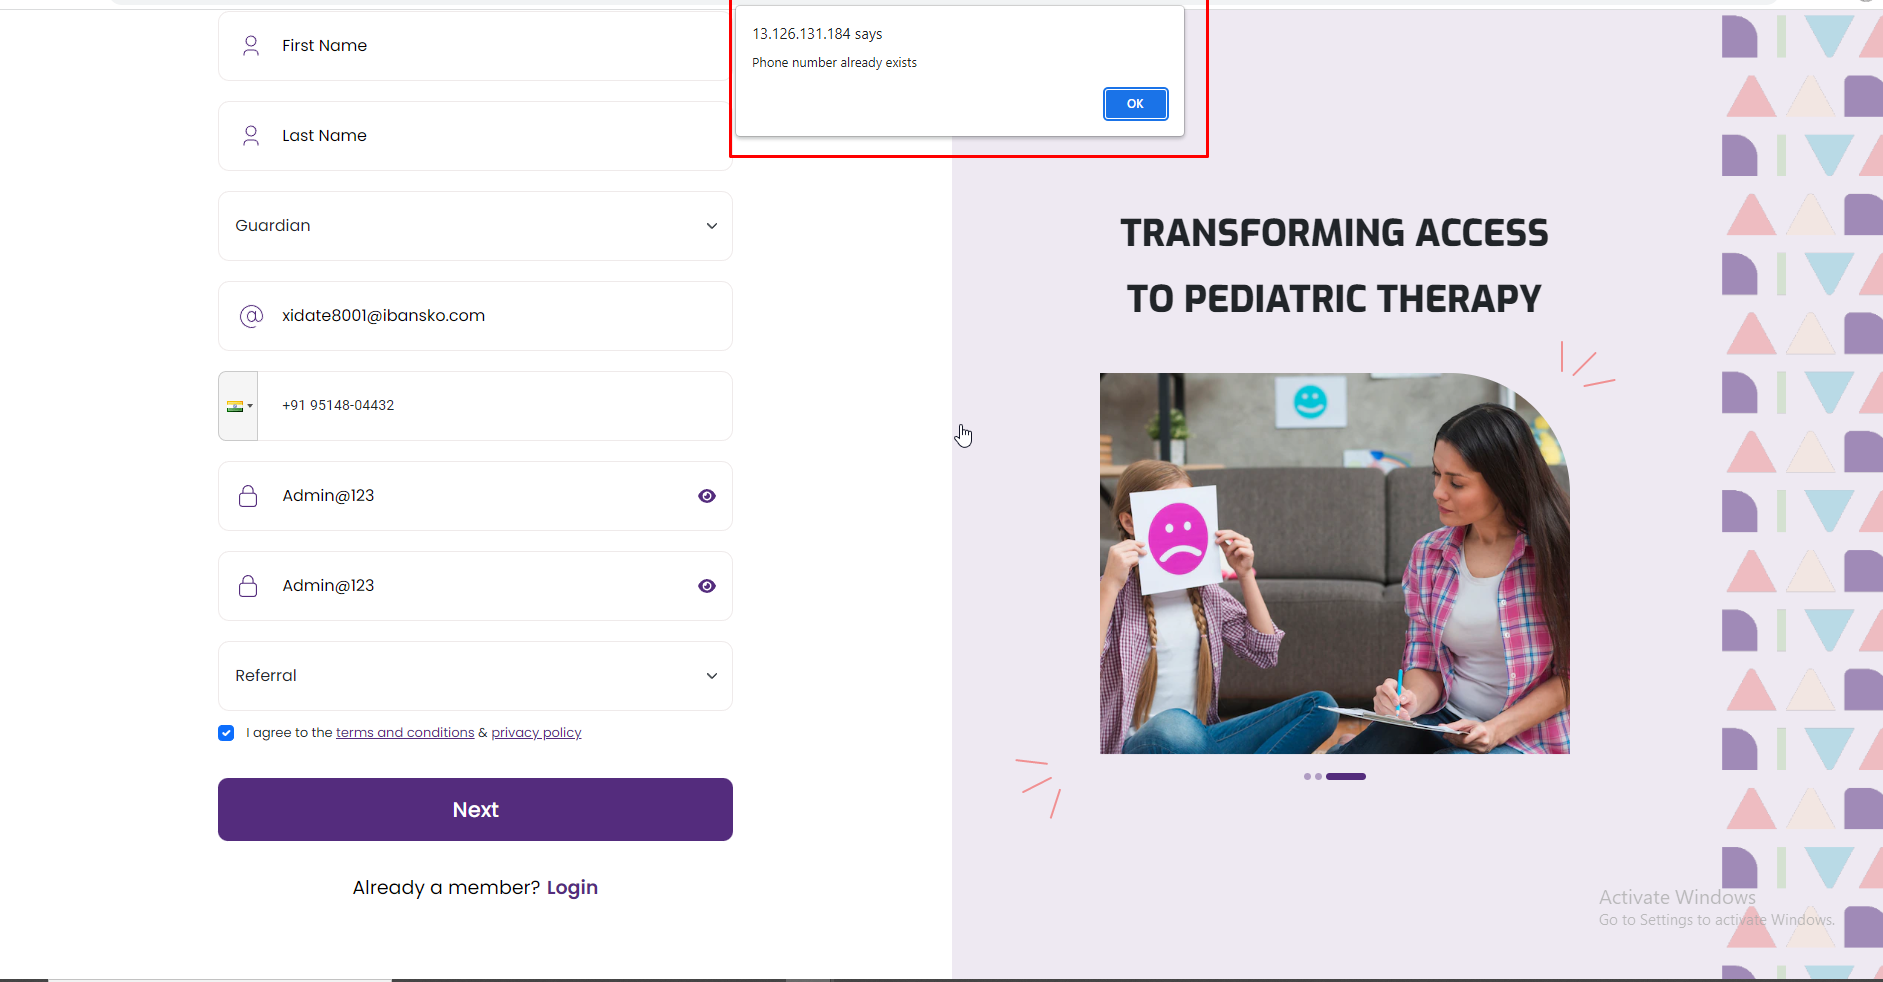 13.126.131.184 says
Phone number already exists
OK
First Name
Last Name
Guardian
xidate8001@ibansko.com
+91 95148-04432
Admin@123
Admin@123
Referral
I agree to the terms and conditions & privacy policy
Next
Already a member? Login
TRANSFORMING ACCESS
TO PEDIATRIC THERAPY
Activate Windows
Go to Settings to activate Windows.